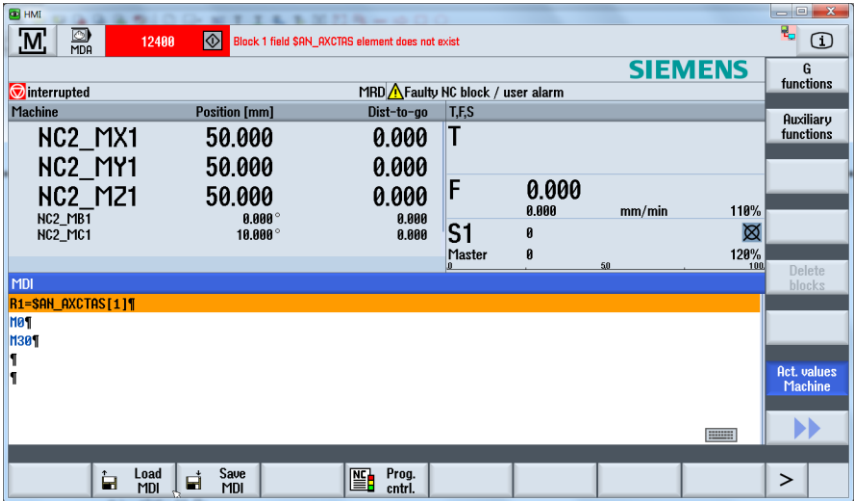 HMI
M
MDA
12400
Block 1 field $AN_AXCTAS element does not exist
i
SIEMENS
G functions
interrupted
MRD Faulty NC block / user alarm
Machine Position [mm] Dist-to-go T,F,S
Auxiliary functions
NC2_MX1 50.000 0.000 T
NC2_MY1 50.000 0.000
NC2_MZ1 50.000 0.000 F 0.000
0.000 mm/min 110%
NC2_MB1 0.000° 0.000
NC2_MC1 10.000° 0.000
S1 0
Master 0 120%
0 50 100
Delete blocks
MDI
R1=$AN_AXCTAS[1]¶
M0¶
M30¶
¶
¶
Act. values Machine
Load MDI
Save MDI
NC Prog. cntrl.
>